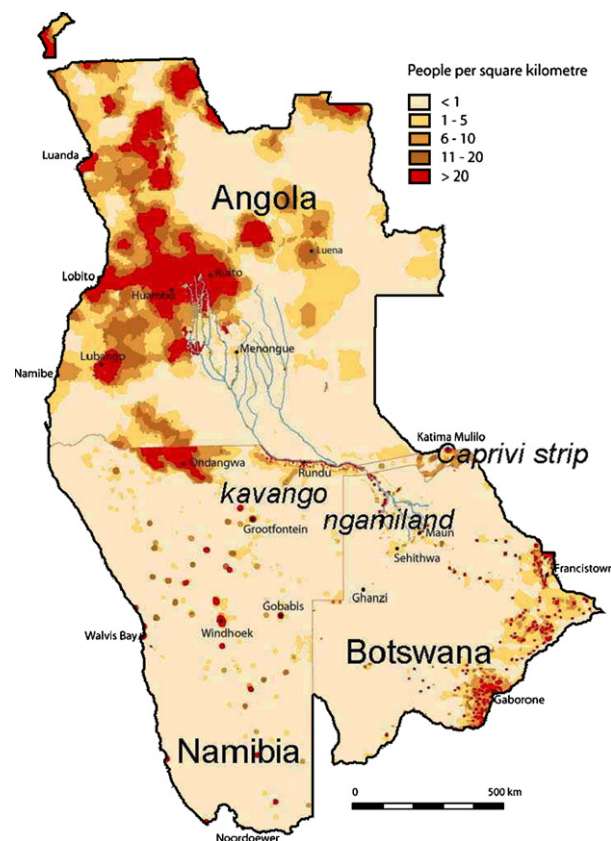 People per square kilometre
< 1
1 - 5
6 - 10
11 - 20
> 20
Luanda
Angola
Luena
Lobito
Kuito
Huambo
Menongue
Lubango
Namibe
Katima Mulilo
Caprivi strip
Ondangwa
Rundu
kavango
ngamiland
Grootfontein
Maun
Sehithwa
Francistown
Ghanzi
Gobabis
Walvis Bay
Windhoek
Botswana
Gaborone
Namibia
0 500 km
Noordoewer